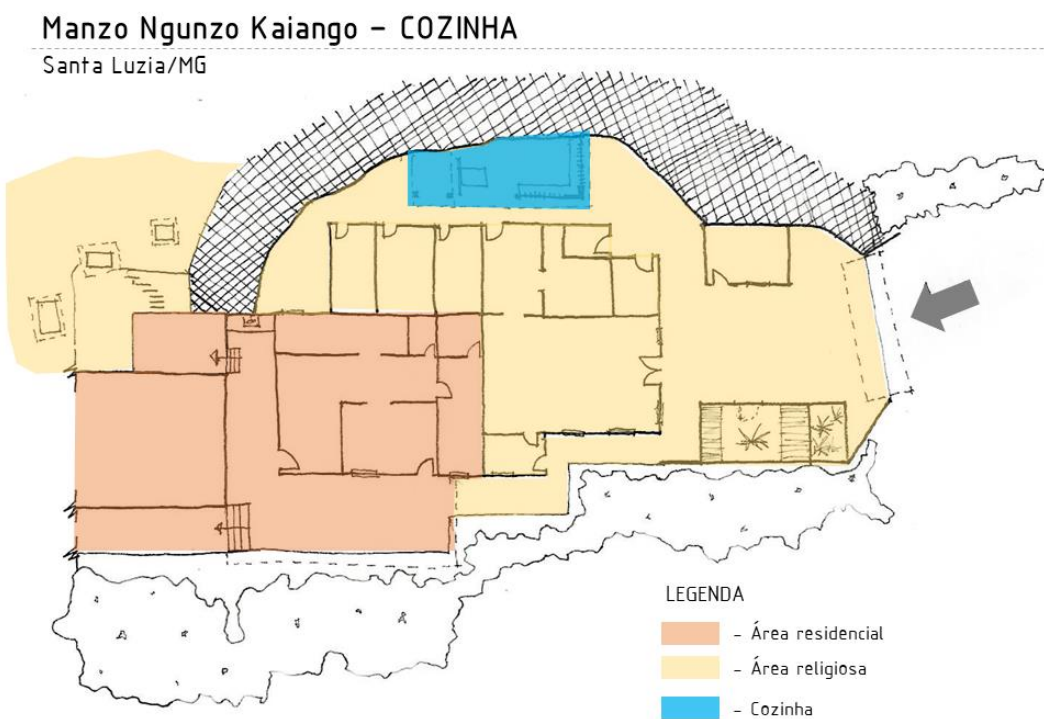 Manzo Ngunzo Kaiango - COZINHA
Santa Luzia/MG
LEGENDA
- Área residencial
- Área religiosa
- Cozinha